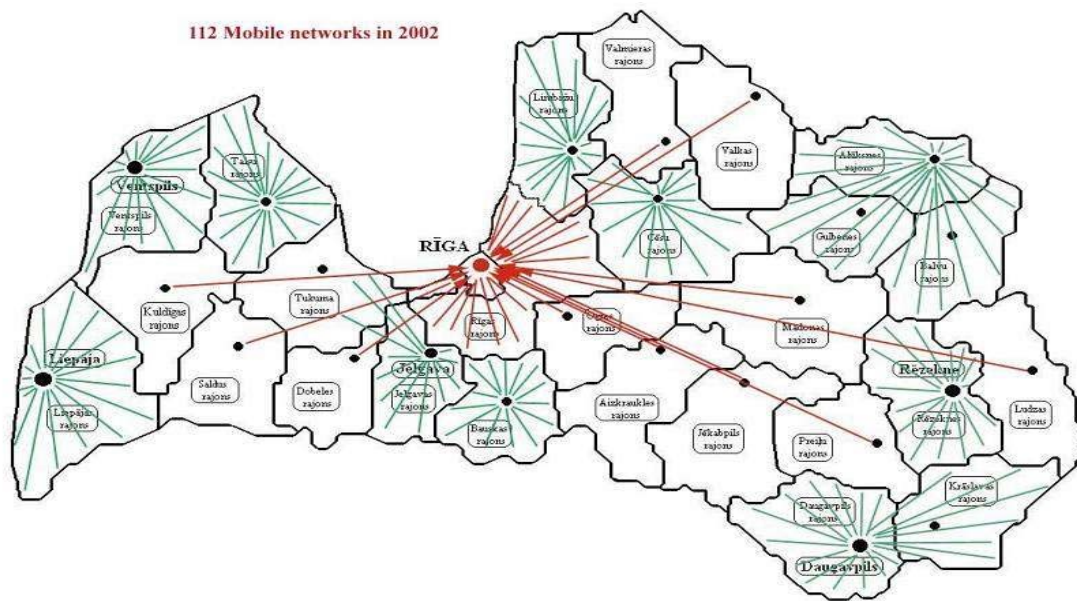 112 Mobile networks in 2002
Valmieras
rajons
Limbažu
rajons
Valkas
rajons
Alūksnes
rajons
Talsu
rajons
Ventspils
Ventspils
rajons
Cēsu
rajons
Gulbenes
rajons
Balvu
rajons
RĪGA
Kuldīgas
rajons
Tukuma
rajons
Rīgas
rajons
Ogres
rajons
Madonas
rajons
Liepāja
Saldus
rajons
Dobeles
rajons
Jelgava
Jelgavas
rajons
Rēzekne
Liepājas
rajons
Bauskas
rajons
Aizkraukles
rajons
Jēkabpils
rajons
Preiļu
rajons
Rēzeknes
rajons
Ludzas
rajons
Krāslavas
rajons
Daugavpils
rajons
Daugavpils